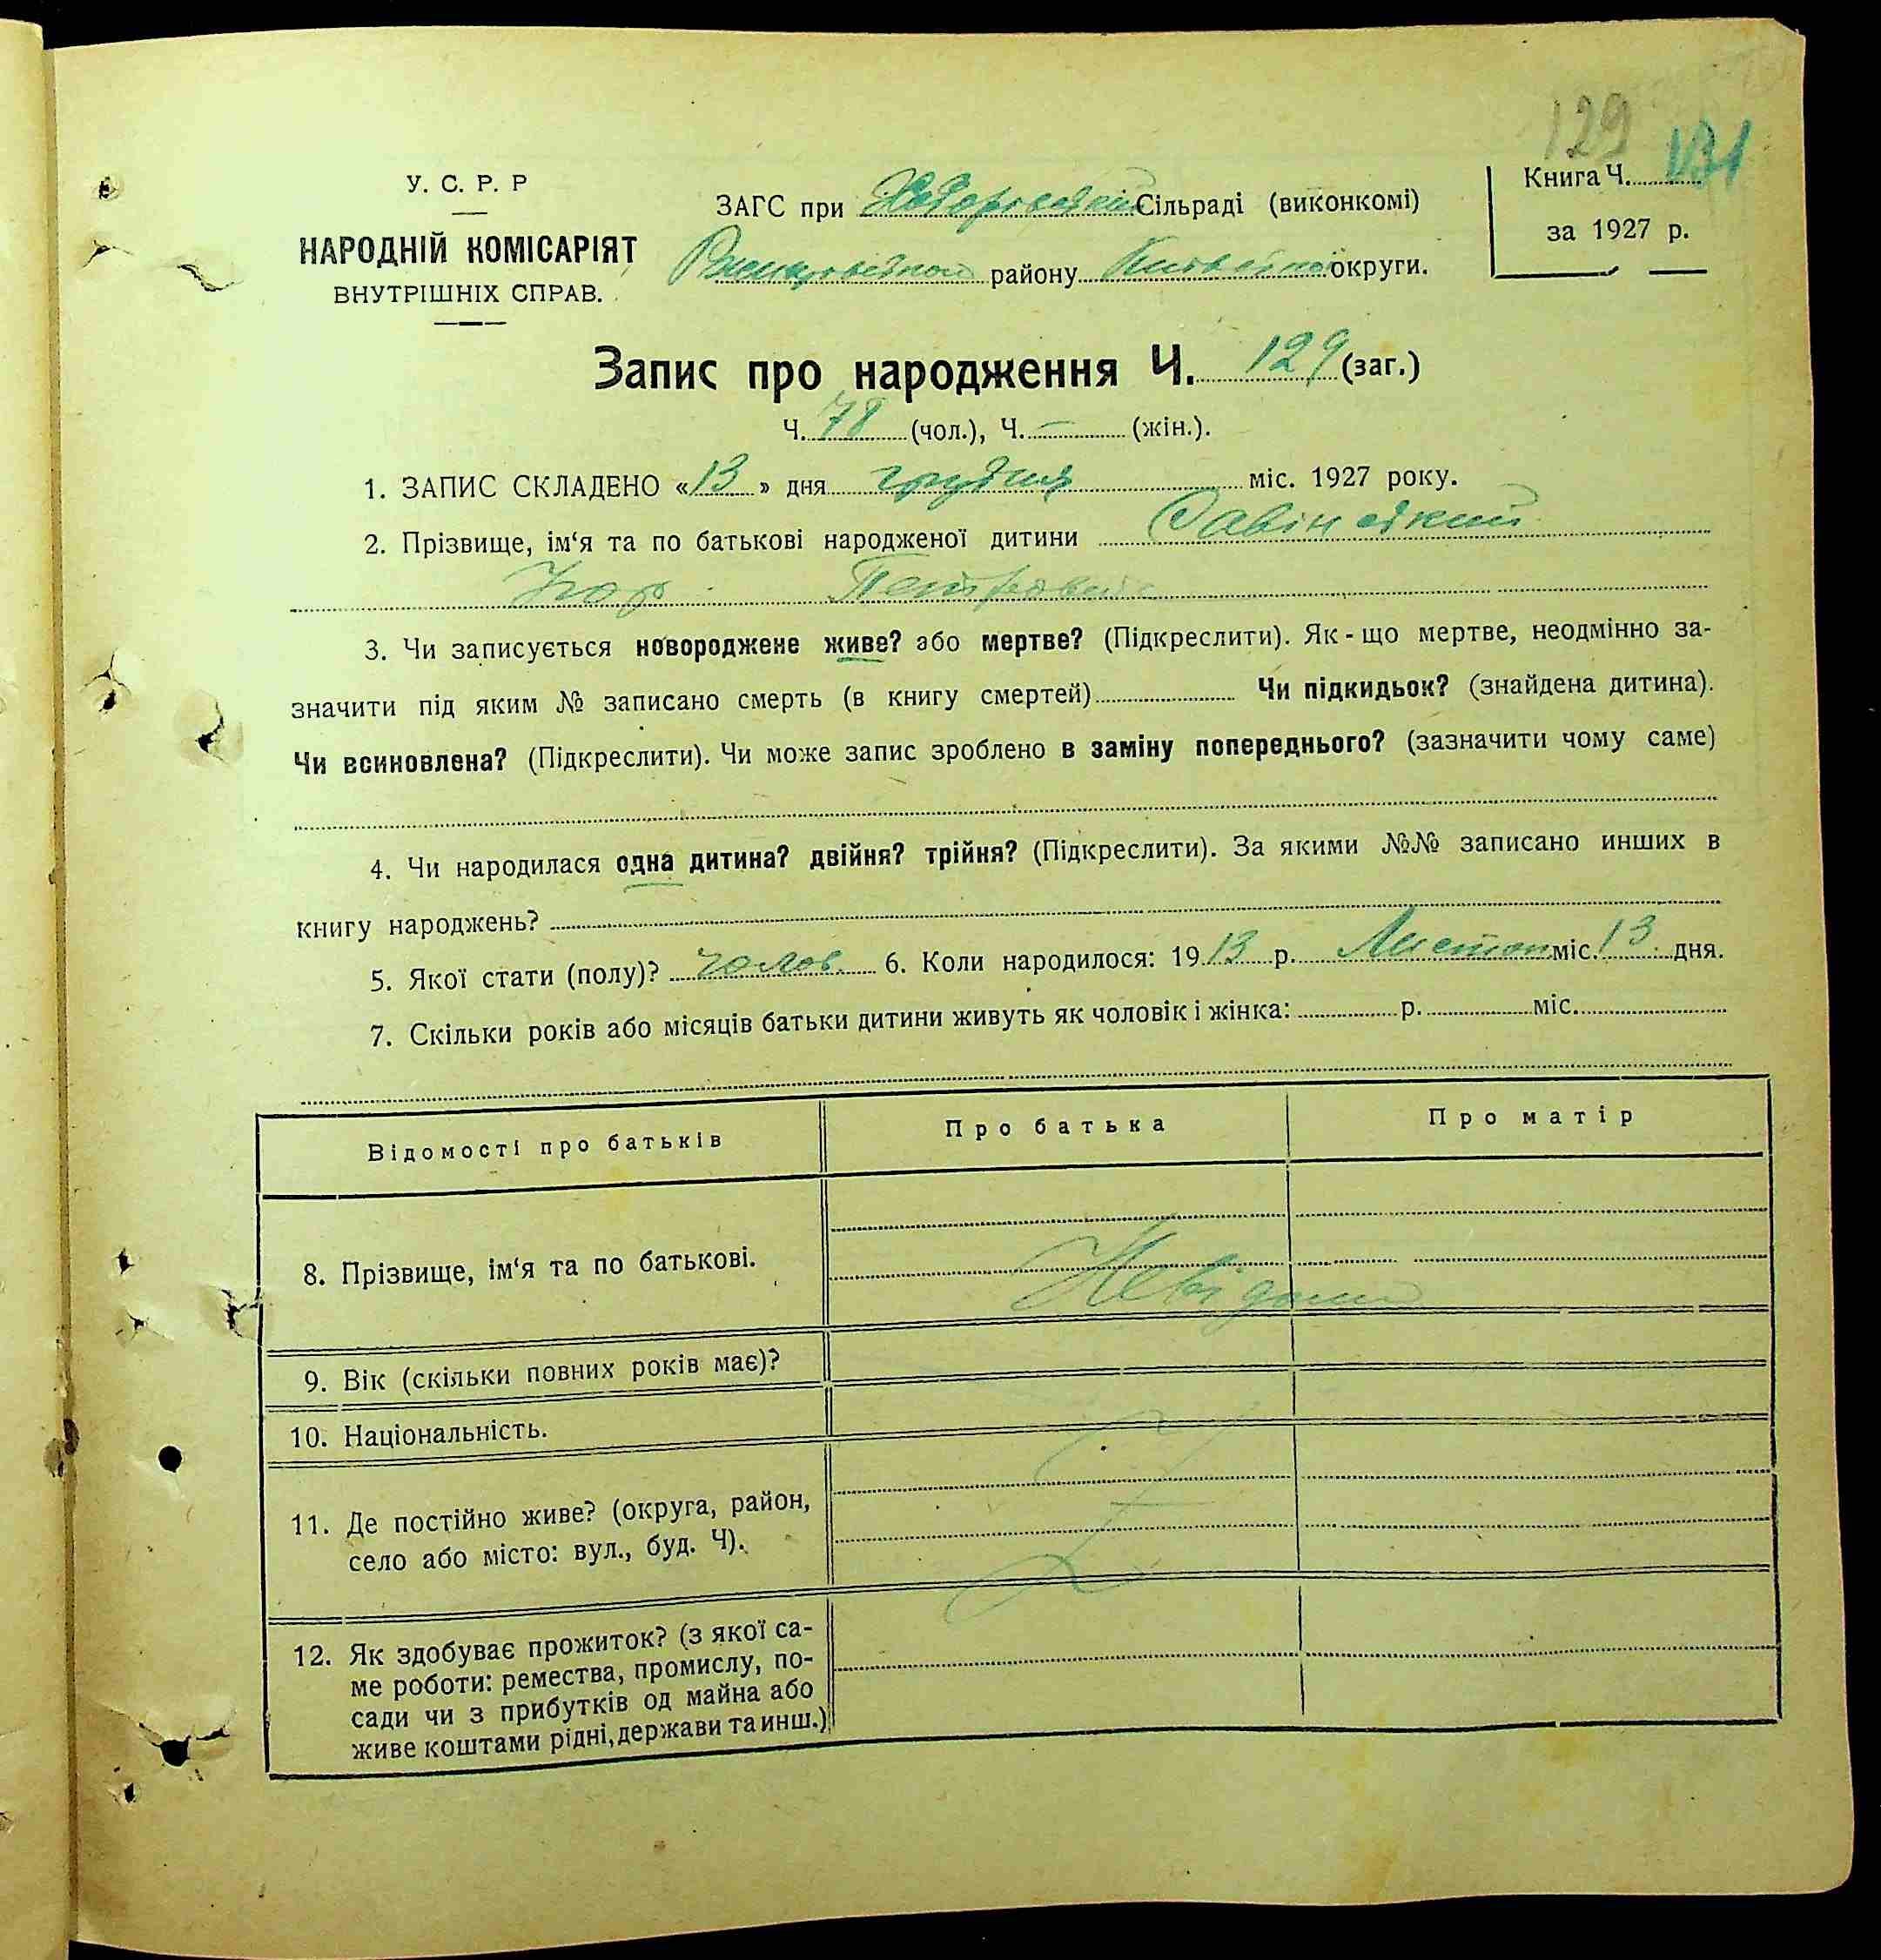 129 131
У. С. Р. Р
НАРОДНІЙ КОМІСАРІЯТ
ВНУТРІШНІХ СПРАВ.
ЗАГС при Сільраді (виконкомі)
району округи.
Книга Ч.
за 1927 р.
Запис про народження Ч. 129 (заг.)
Ч. 78 (чол.), Ч. — (жін.).
1. ЗАПИС СКЛАДЕНО «13» дня грудня міс. 1927 року.
2. Прізвище, ім‘я та по батькові народженої дитини Савінський
Ігор Петрович
3. Чи записується новороджене живе? або мертве? (Підкреслити). Як-що мертве, неодмінно за-
значити під яким № записано смерть (в книгу смертей) Чи підкидьок? (знайдена дитина).
Чи всиновлена? (Підкреслити). Чи може запис зроблено в заміну попереднього? (зазначити чому саме)
4. Чи народилася одна дитина? двійня? трійня? (Підкреслити). За якими №№ записано инших в
книгу народжень?
5. Якої стати (полу)? чолов. 6. Коли народилося: 1913 р. Листоп міс. 13 дня.
7. Скільки років або місяців батьки дитини живуть як чоловік і жінка: р. міс.
Відомості про батьків Про батька Про матір
8. Прізвище, ім‘я та по батькові. Невідомі
9. Вік (скільки повних років має)?
10. Національність.
11. Де постійно живе? (округа, район,
село або місто: вул., буд. Ч).
12. Як здобуває прожиток? (з якої са-
ме роботи: ремества, промислу, по-
сади чи з прибутків од майна або
живе коштами рідні, держави та инш.)